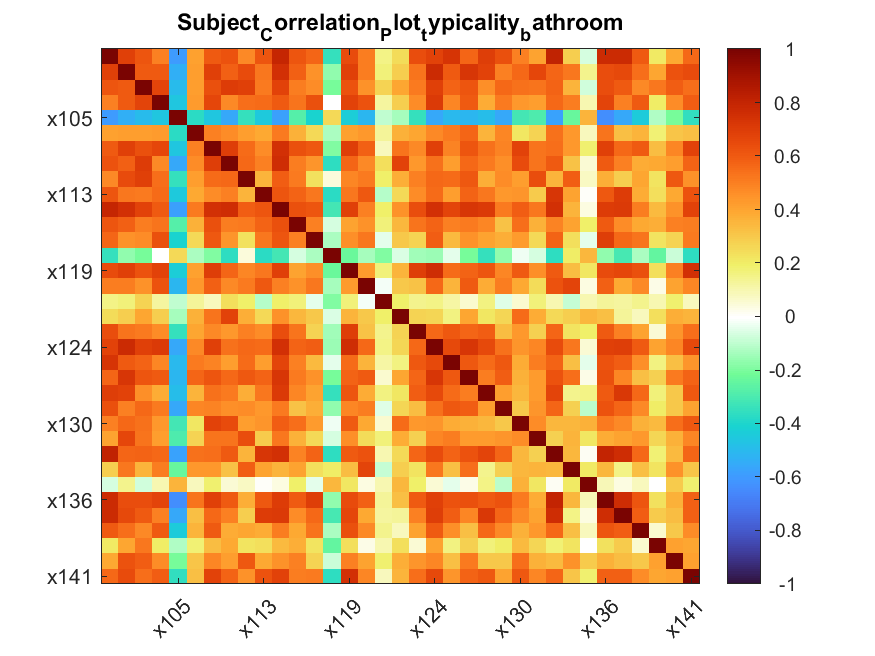 Subject_Correlation_Plot_typicality_bathroom
x105
x113
x119
x124
x130
x136
x141
x105
x113
x119
x124
x130
x136
x141
1
0.8
0.6
0.4
0.2
0
-0.2
-0.4
-0.6
-0.8
-1